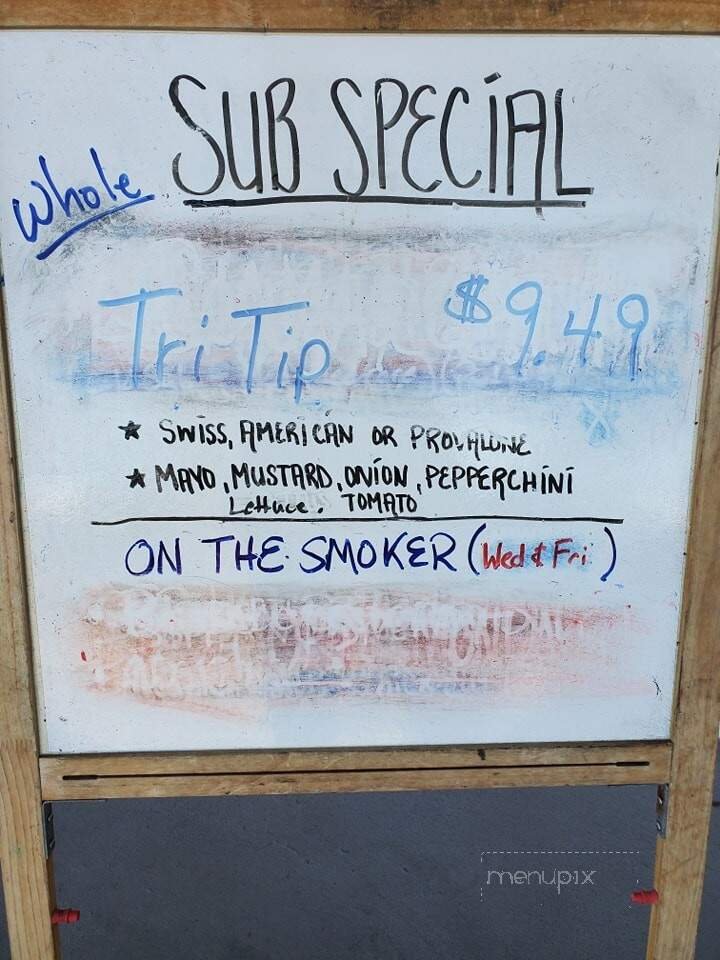 SUB SPECIAL
Whole
Tri Tip $9.49
★ SWISS, AMERICAN OR PROVALONE
★ MAYO, MUSTARD, ONION, PEPPERCHINI
Lettuce, TOMATO
ON THE SMOKER (Wed & Fri)
menupix